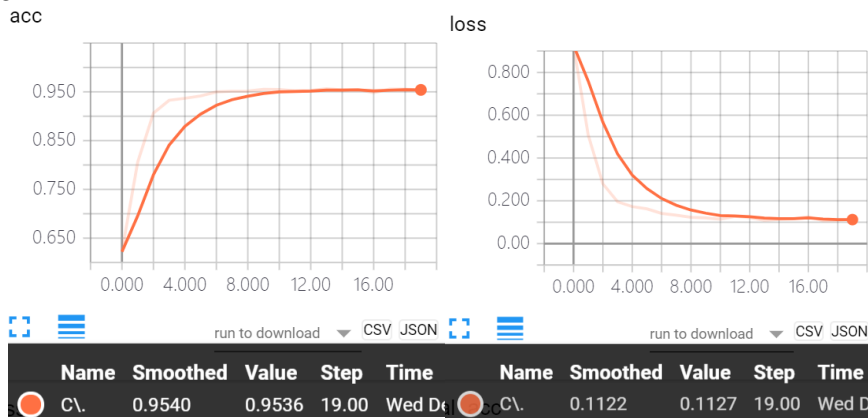 acc
0.950
0.850
0.750
0.650
0.000 4.000 8.000 12.00 16.00
run to download CSV JSON
Name Smoothed Value Step Time
C\. 0.9540 0.9536 19.00 Wed De
loss
0.800
0.600
0.400
0.200
0.00
0.000 4.000 8.000 12.00 16.00
run to download CSV JSON
Name Smoothed Value Step Time
C\. 0.1122 0.1127 19.00 Wed D